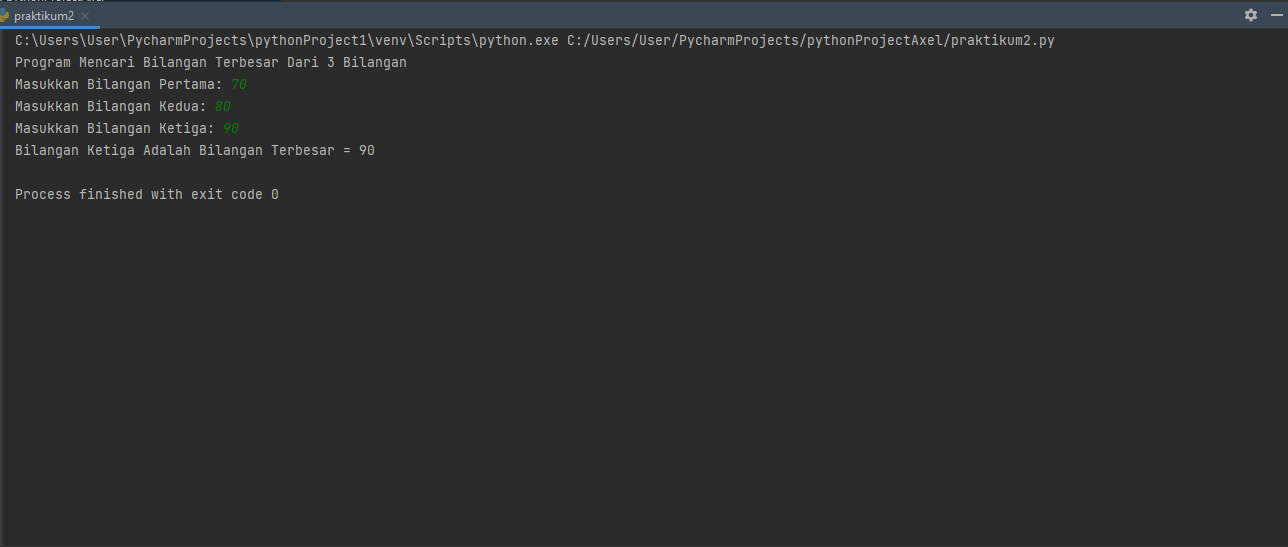 praktikum2
C:\Users\User\PycharmProjects\pythonProject1\venv\Scripts\python.exe C:/Users/User/PycharmProjects/pythonProjectAxel/praktikum2.py
Program Mencari Bilangan Terbesar Dari 3 Bilangan
Masukkan Bilangan Pertama: 70
Masukkan Bilangan Kedua: 80
Masukkan Bilangan Ketiga: 90
Bilangan Ketiga Adalah Bilangan Terbesar = 90
Process finished with exit code 0